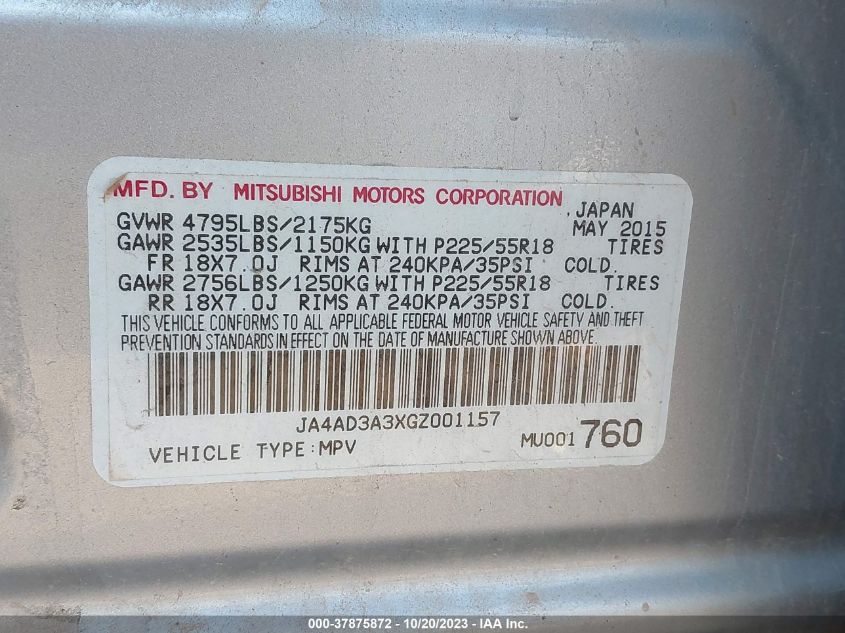 MFD. BY MITSUBISHI MOTORS CORPORATION
GVWR 4795LBS/2175KG JAPAN MAY 2015
GAWR 2535LBS/1150KG WITH P225/55R18 TIRES
FR 18X7.0J RIMS AT 240KPA/35PSI COLD.
GAWR 2756LBS/1250KG WITH P225/55R18 TIRES
RR 18X7.0J RIMS AT 240KPA/35PSI COLD.
THIS VEHICLE CONFORMS TO ALL APPLICABLE FEDERAL MOTOR VEHICLE SAFETY AND THEFT
PREVENTION STANDARDS IN EFFECT ON THE DATE OF MANUFACTURE SHOWN ABOVE.
JA4AD3A3XGZ001157
VEHICLE TYPE:MPV MU001760
000-37875872 - 10/20/2023 - IAA Inc.